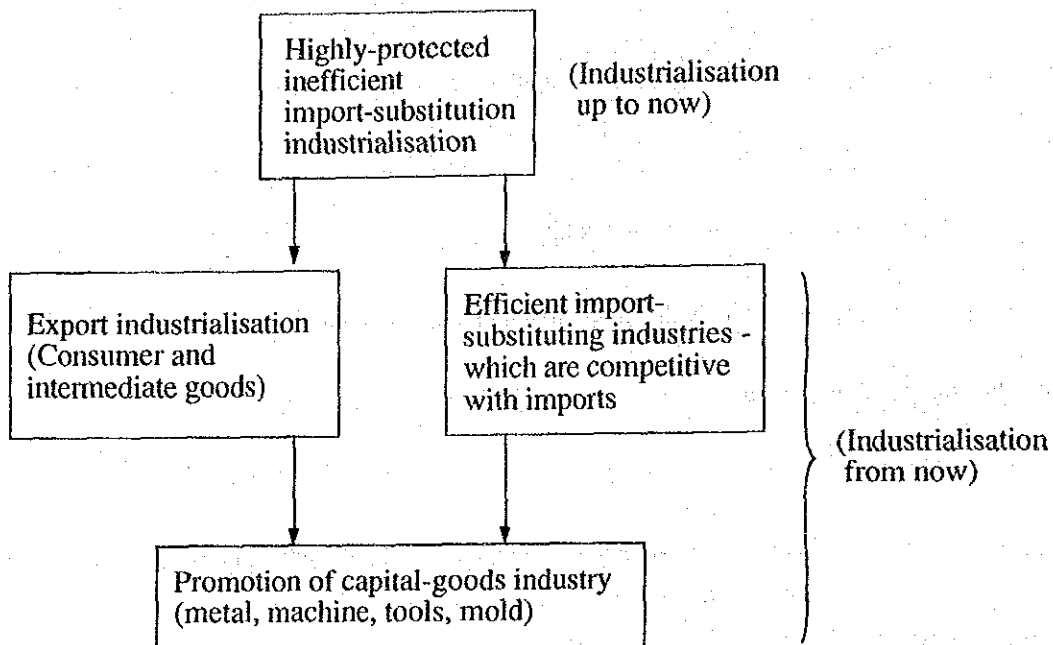 Highly-protected
inefficient
import-substitution
industrialisation
(Industrialisation
up to now)
Export industrialisation
(Consumer and
intermediate goods)
Efficient import-
substituting industries -
which are competitive
with imports
(Industrialisation
from now)
Promotion of capital-goods industry
(metal, machine, tools, mold)